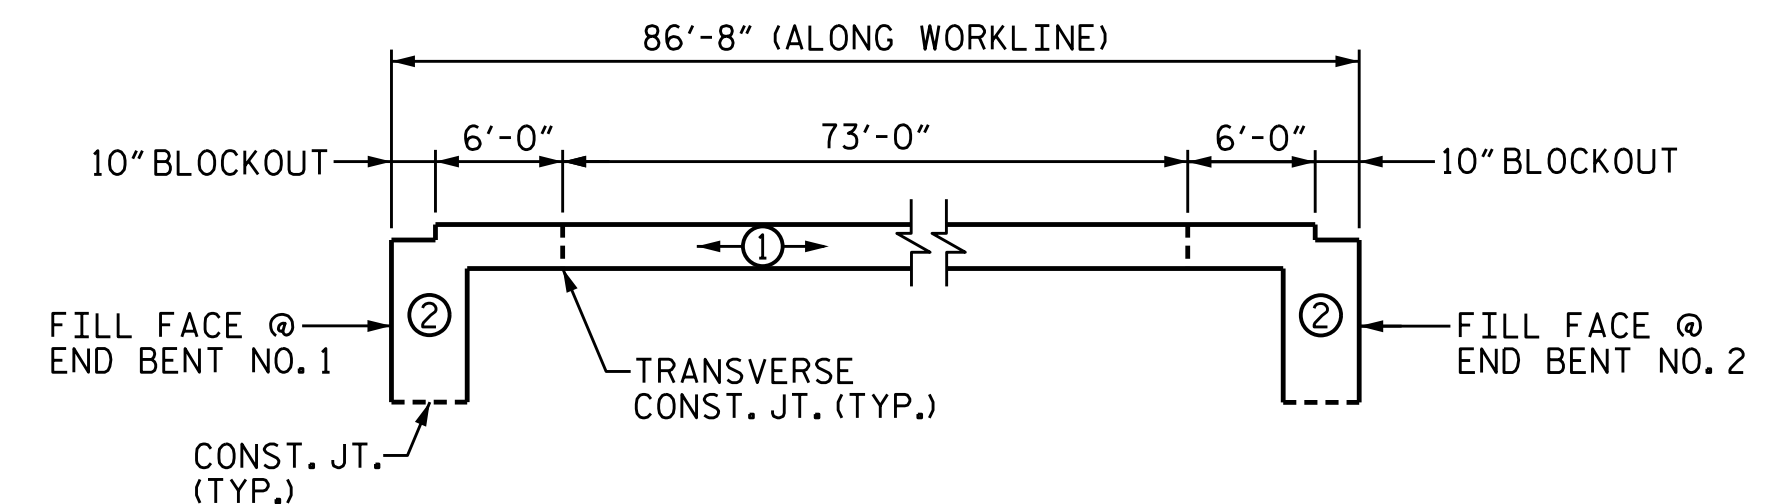 86'-8" (ALONG WORKLINE)
10" BLOCKOUT
6'-0"
73'-0"
6'-0"
10" BLOCKOUT
1
2
2
FILL FACE @
END BENT NO. 1
FILL FACE @
END BENT NO. 2
TRANSVERSE
CONST. JT. (TYP.)
CONST. JT.
(TYP.)